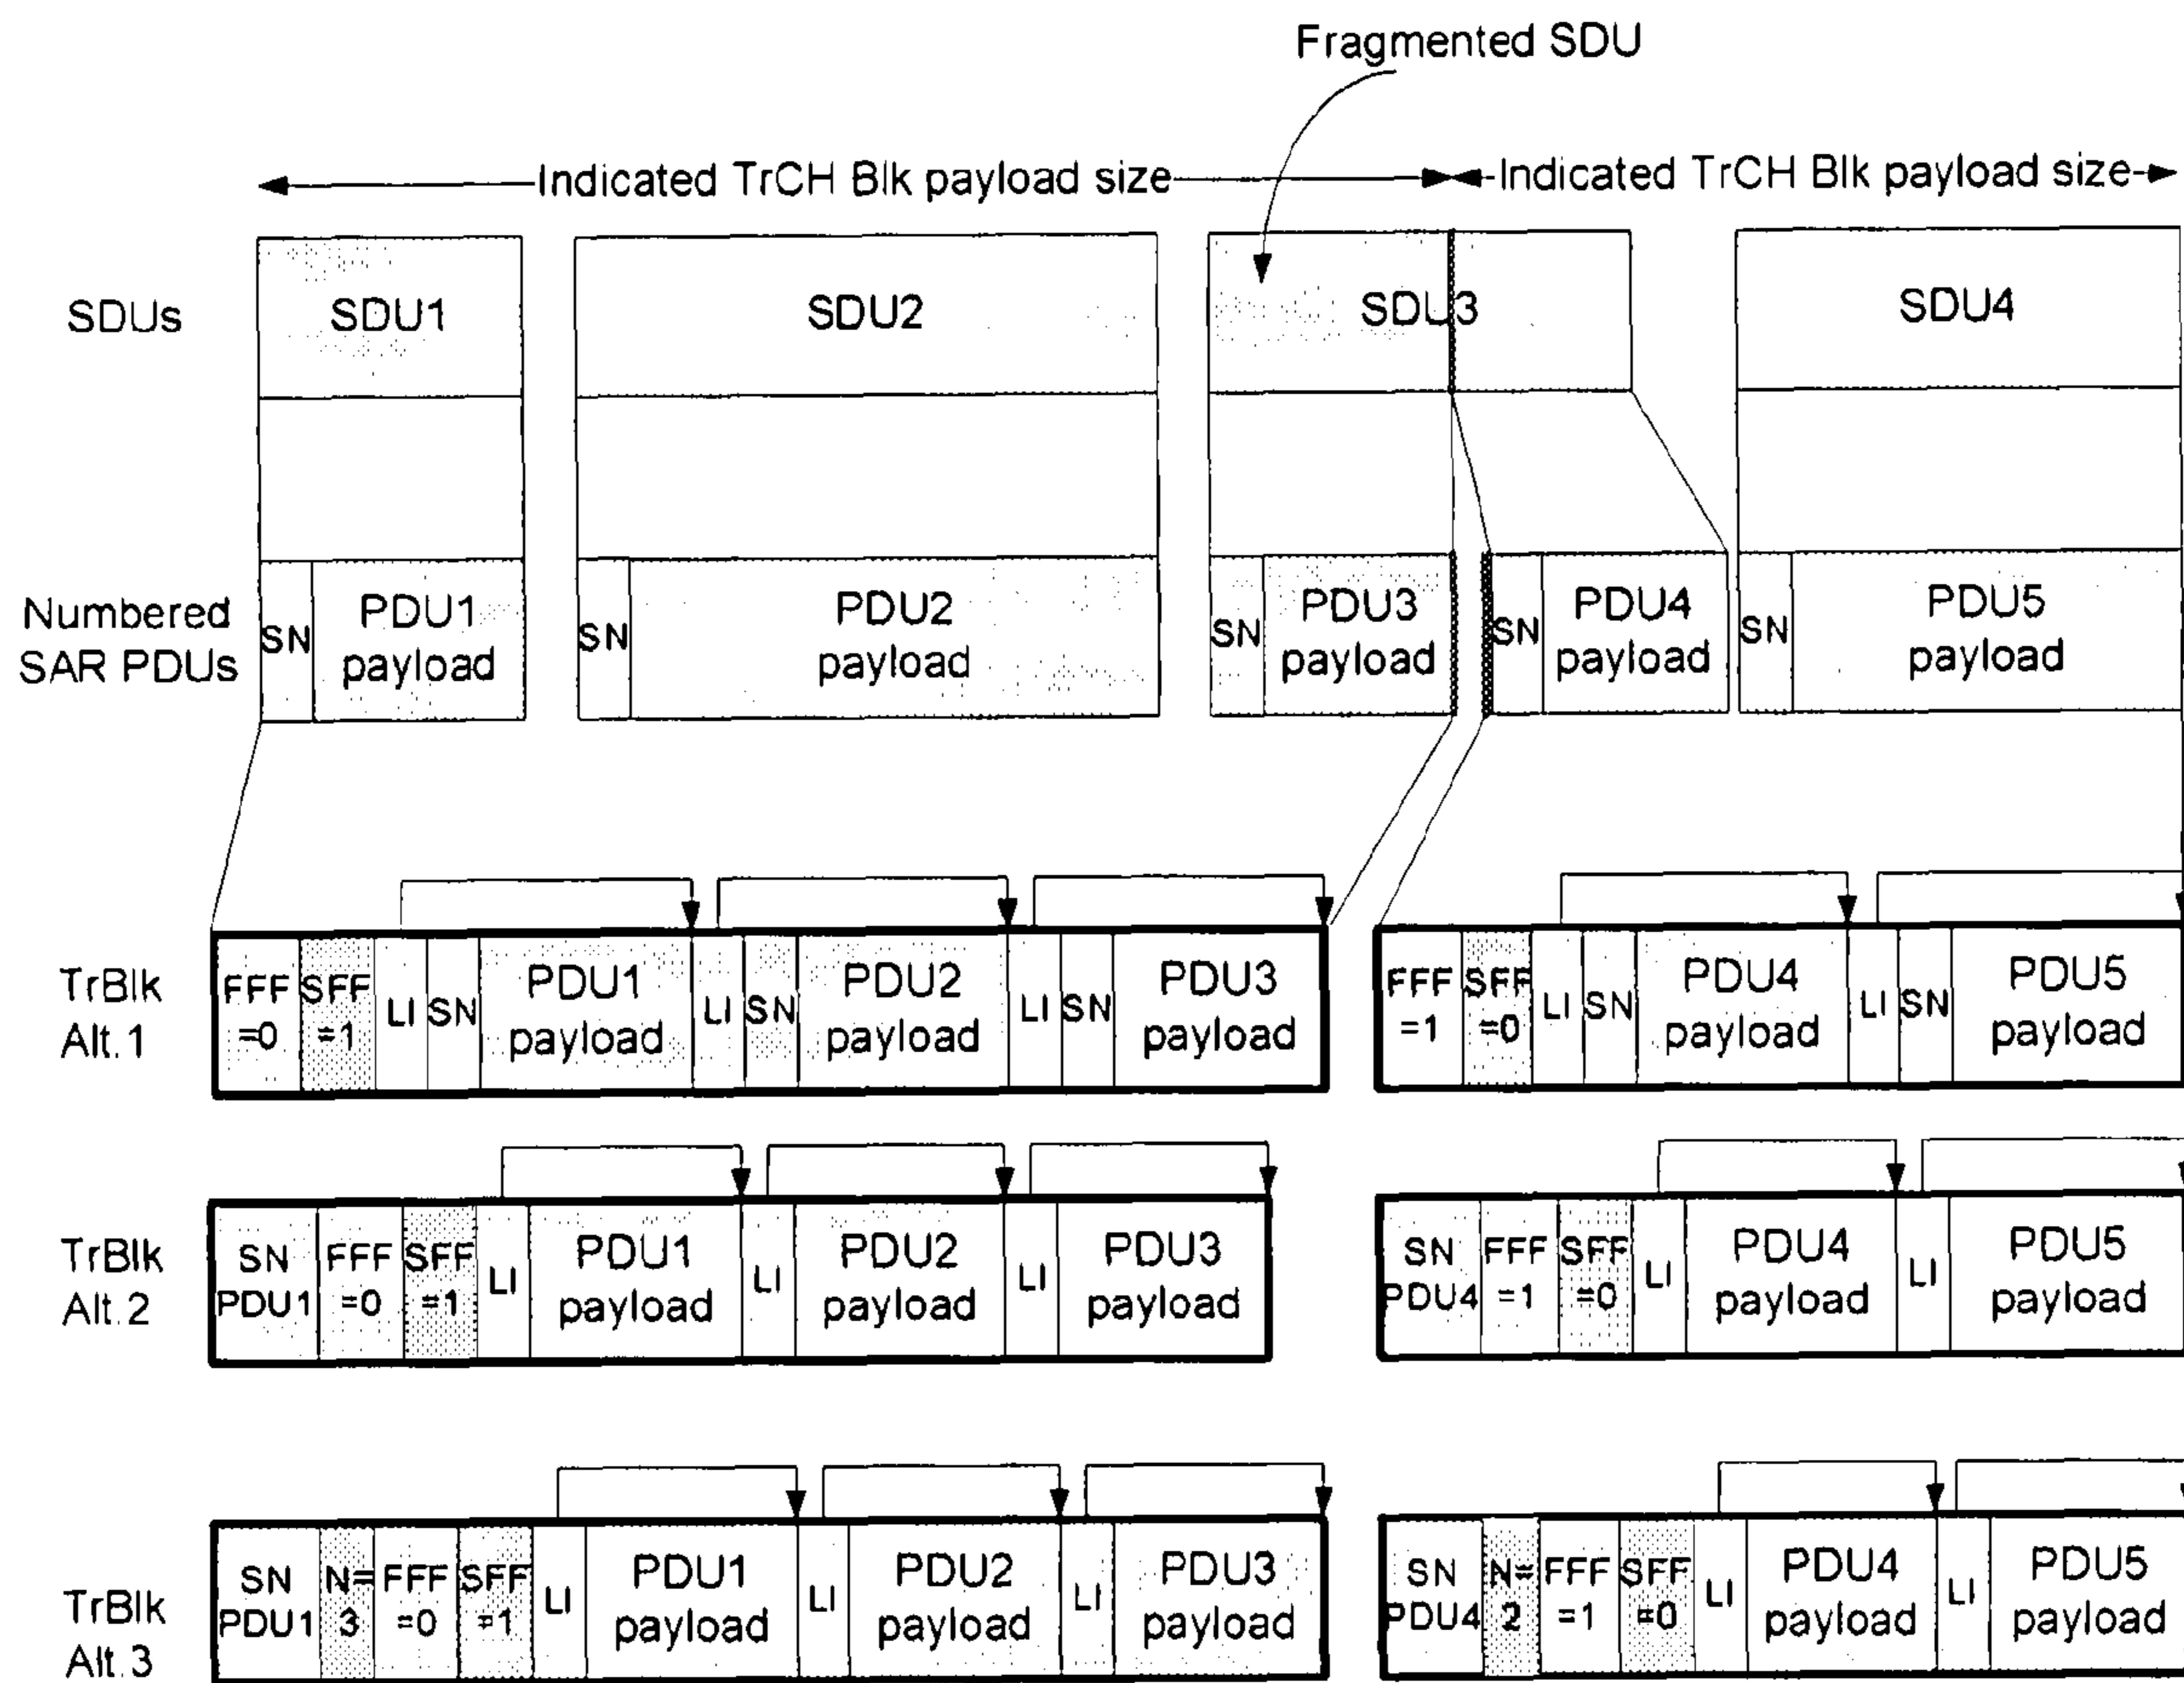 Fragmented SDU
Indicated TrCH Blk payload size
Indicated TrCH Blk payload size
SDUs
SDU1
SDU2
SDU3
SDU4
Numbered
SAR PDUs
SN
PDU1
payload
SN
PDU2
payload
SN
PDU3
payload
SN
PDU4
payload
SN
PDU5
payload
TrBlk
Alt.1
FFF
=0
SFF
=1
LI
SN
PDU1
payload
LI
SN
PDU2
payload
LI
SN
PDU3
payload
FFF
=1
SFF
=0
LI
SN
PDU4
payload
LI
SN
PDU5
payload
TrBlk
Alt.2
SN
PDU1
FFF
=0
SFF
=1
LI
PDU1
payload
LI
PDU2
payload
LI
PDU3
payload
SN
PDU4
FFF
=1
SFF
=0
LI
PDU4
payload
LI
PDU5
payload
TrBlk
Alt.3
SN
PDU1
N=
3
FFF
=0
SFF
=1
LI
PDU1
payload
LI
PDU2
payload
LI
PDU3
payload
SN
PDU4
N=
2
FFF
=1
SFF
=0
LI
PDU4
payload
LI
PDU5
payload